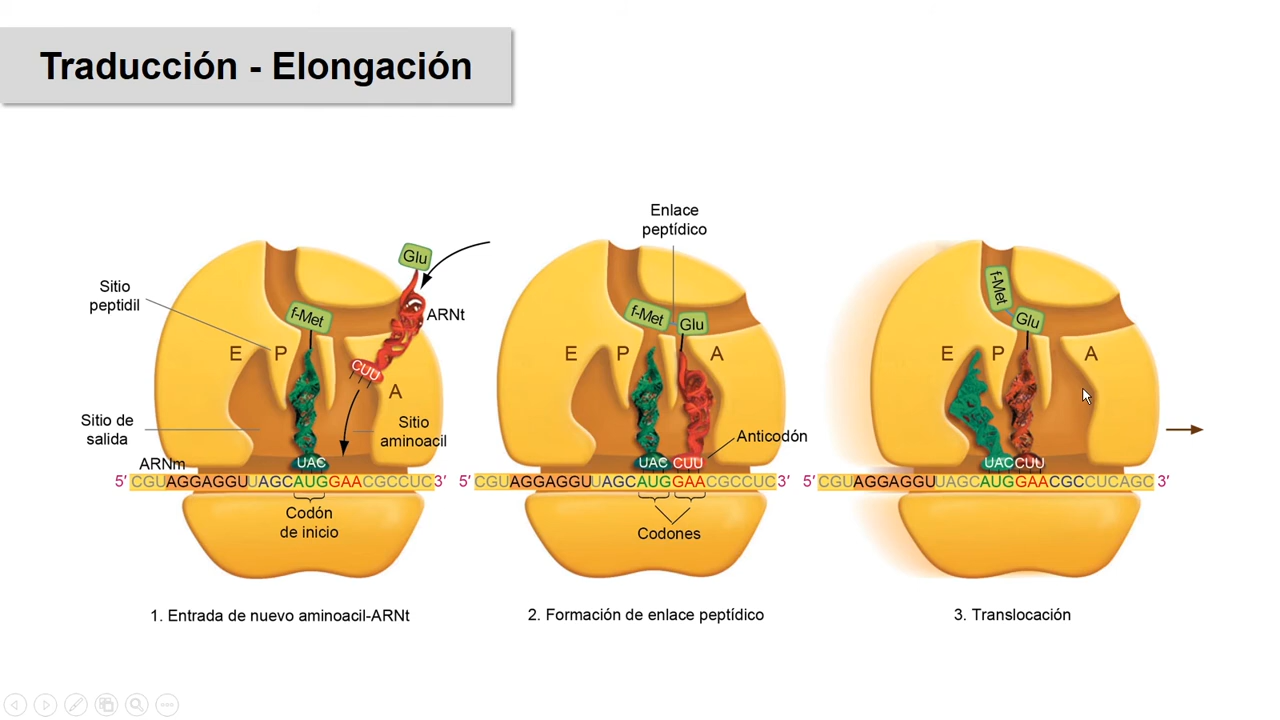 Traducción - Elongación
Glu
ARNt
f-Met
Sitio
peptidil
E
P
CUU
A
Sitio de
salida
Sitio
aminoacil
UAC
ARNm
5′ CGUAGGAGGUUAGCAUGGAACGCCUC 3′
Codón
de inicio
1. Entrada de nuevo aminoacil-ARNt
Enlace
peptídico
f-Met
Glu
E
P
A
Anticodón
UAC CUU
5′ CGUAGGAGGUUAGCAUGGAACGCCUC 3′
Codones
2. Formación de enlace peptídico
f-Met
Glu
E
P
A
UACCUU
5′ CGUAGGAGGUUAGCAUGGAACGCCUCAGC 3′
3. Translocación